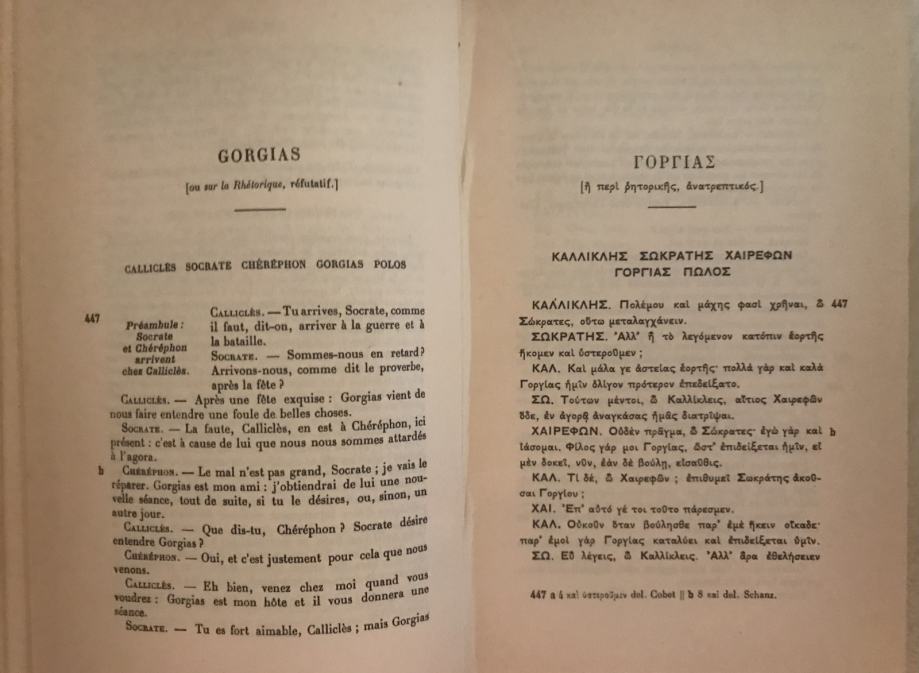 GORGIAS
[ou sur la Rhétorique, réfutatif.]
CALLICLÈS SOCRATE CHÉRÉPHON GORGIAS POLOS
447
Préambule :
Socrate
et Chéréphon
arrivent
chez Calliclès.
CALLICLÈS. — Tu arrives, Socrate, comme
il faut, dit-on, arriver à la guerre et à
la bataille.
SOCRATE. — Sommes-nous en retard?
Arrivons-nous, comme dit le proverbe,
après la fête ?
CALLICLÈS. — Après une fête exquise : Gorgias vient de
nous faire entendre une foule de belles choses.
SOCRATE. — La faute, Calliclès, en est à Chéréphon, ici
présent : c'est à cause de lui que nous nous sommes attardés
à l'agora.
b CHÉRÉPHON. — Le mal n'est pas grand, Socrate ; je vais le
réparer. Gorgias est mon ami : j'obtiendrai de lui une nou-
velle séance, tout de suite, si tu le désires, ou, sinon, un
autre jour.
CALLICLÈS. — Que dis-tu, Chéréphon ? Socrate désire
entendre Gorgias ?
CHÉRÉPHON. — Oui, et c'est justement pour cela que nous
venons.
CALLICLÈS. — Eh bien, venez chez moi quand vous
voudrez : Gorgias est mon hôte et il vous donnera une
séance.
SOCRATE. — Tu es fort aimable, Calliclès ; mais Gorgias
ΓΟΡΓΙΑΣ
[ἢ περὶ ῥητορικῆς, ἀνατρεπτικός.]
ΚΑΛΛΙΚΛΗΣ ΣΩΚΡΑΤΗΣ ΧΑΙΡΕΦΩΝ
ΓΟΡΓΙΑΣ ΠΩΛΟΣ
ΚΑΛΛΙΚΛΗΣ. Πολέμου καὶ μάχης φασὶ χρῆναι, ὦ 447
Σώκρατες, οὕτω μεταλαγχάνειν.
ΣΩΚΡΑΤΗΣ. Ἀλλ' ἦ τὸ λεγόμενον κατόπιν ἑορτῆς
ἥκομεν καὶ ὑστεροῦμεν ;
ΚΑΛ. Καὶ μάλα γε ἀστείας ἑορτῆς· πολλὰ γὰρ καὶ καλὰ
Γοργίας ἡμῖν ὀλίγον πρότερον ἐπεδείξατο.
ΣΩ. Τούτων μέντοι, ὦ Καλλίκλεις, αἴτιος Χαιρεφῶν
ὅδε, ἐν ἀγορᾷ ἀναγκάσας ἡμᾶς διατρῖψαι.
ΧΑΙΡΕΦΩΝ. Οὐδὲν πρᾶγμα, ὦ Σώκρατες· ἐγὼ γὰρ καὶ b
ἰάσομαι. Φίλος γάρ μοι Γοργίας, ὥστ' ἐπιδείξεται ἡμῖν, εἰ
μὲν δοκεῖ, νῦν, ἐὰν δὲ βούλῃ, εἰσαῦθις.
ΚΑΛ. Τί δέ, ὦ Χαιρεφῶν ; ἐπιθυμεῖ Σωκράτης ἀκοῦ-
σαι Γοργίου ;
ΧΑΙ. Ἐπ' αὐτό γέ τοι τοῦτο πάρεσμεν.
ΚΑΛ. Οὐκοῦν ὅταν βούλησθε παρ' ἐμὲ ἥκειν οἴκαδε·
παρ' ἐμοὶ γὰρ Γοργίας καταλύει καὶ ἐπιδείξεται ὑμῖν.
ΣΩ. Εὖ λέγεις, ὦ Καλλίκλεις. Ἀλλ' ἆρα ἐθελήσειεν
447 a 4 καὶ ὑστεροῦμεν del. Cobet || b 8 καὶ del. Schanz.